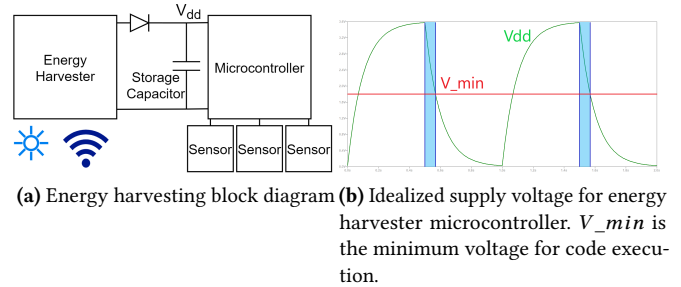 V_dd
Energy
Harvester
Storage
Capacitor
Microcontroller
Sensor Sensor Sensor
Vdd
V_min
(a) Energy harvesting block diagram
(b) Idealized supply voltage for energy
harvester microcontroller. V_min is
the minimum voltage for code execu-
tion.